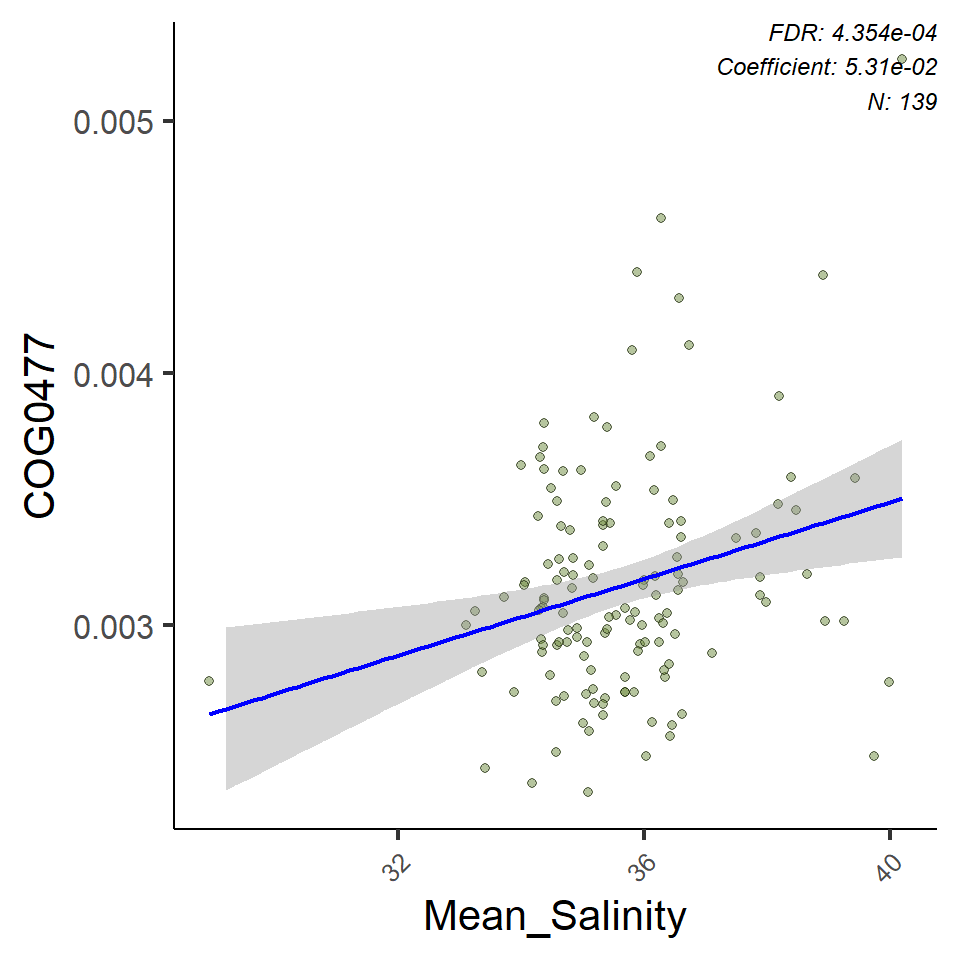 FDR: 4.354e-04
Coefficient: 5.31e-02
N: 139
0.005
0.004
0.003
COG0477
32
36
40
Mean_Salinity